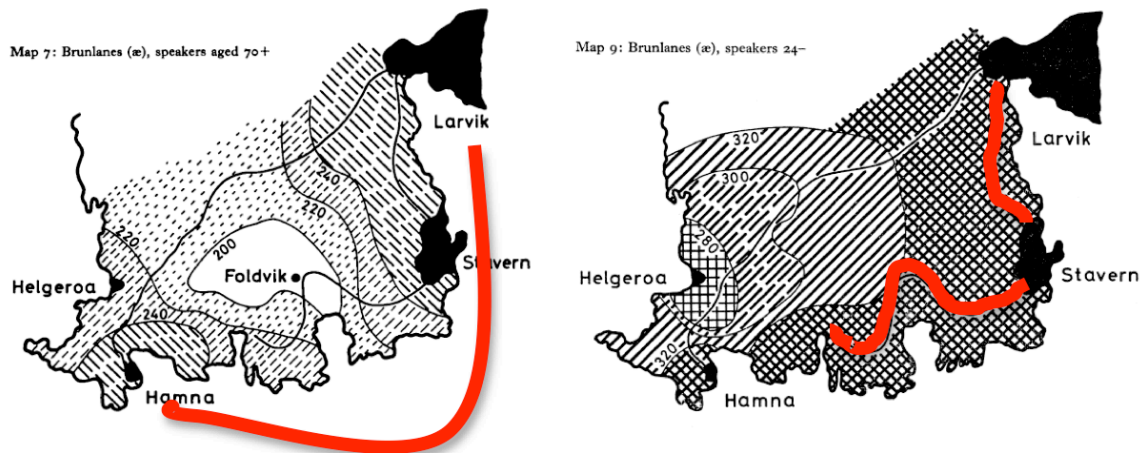 Map 7: Brunlanes (æ), speakers aged 70+
Larvik
240
220
220
200
Foldvik
Stavern
Helgeroa
240
Hamna
Map 9: Brunlanes (æ), speakers 24–
320
Larvik
300
280
Helgeroa
Stavern
320
Hamna